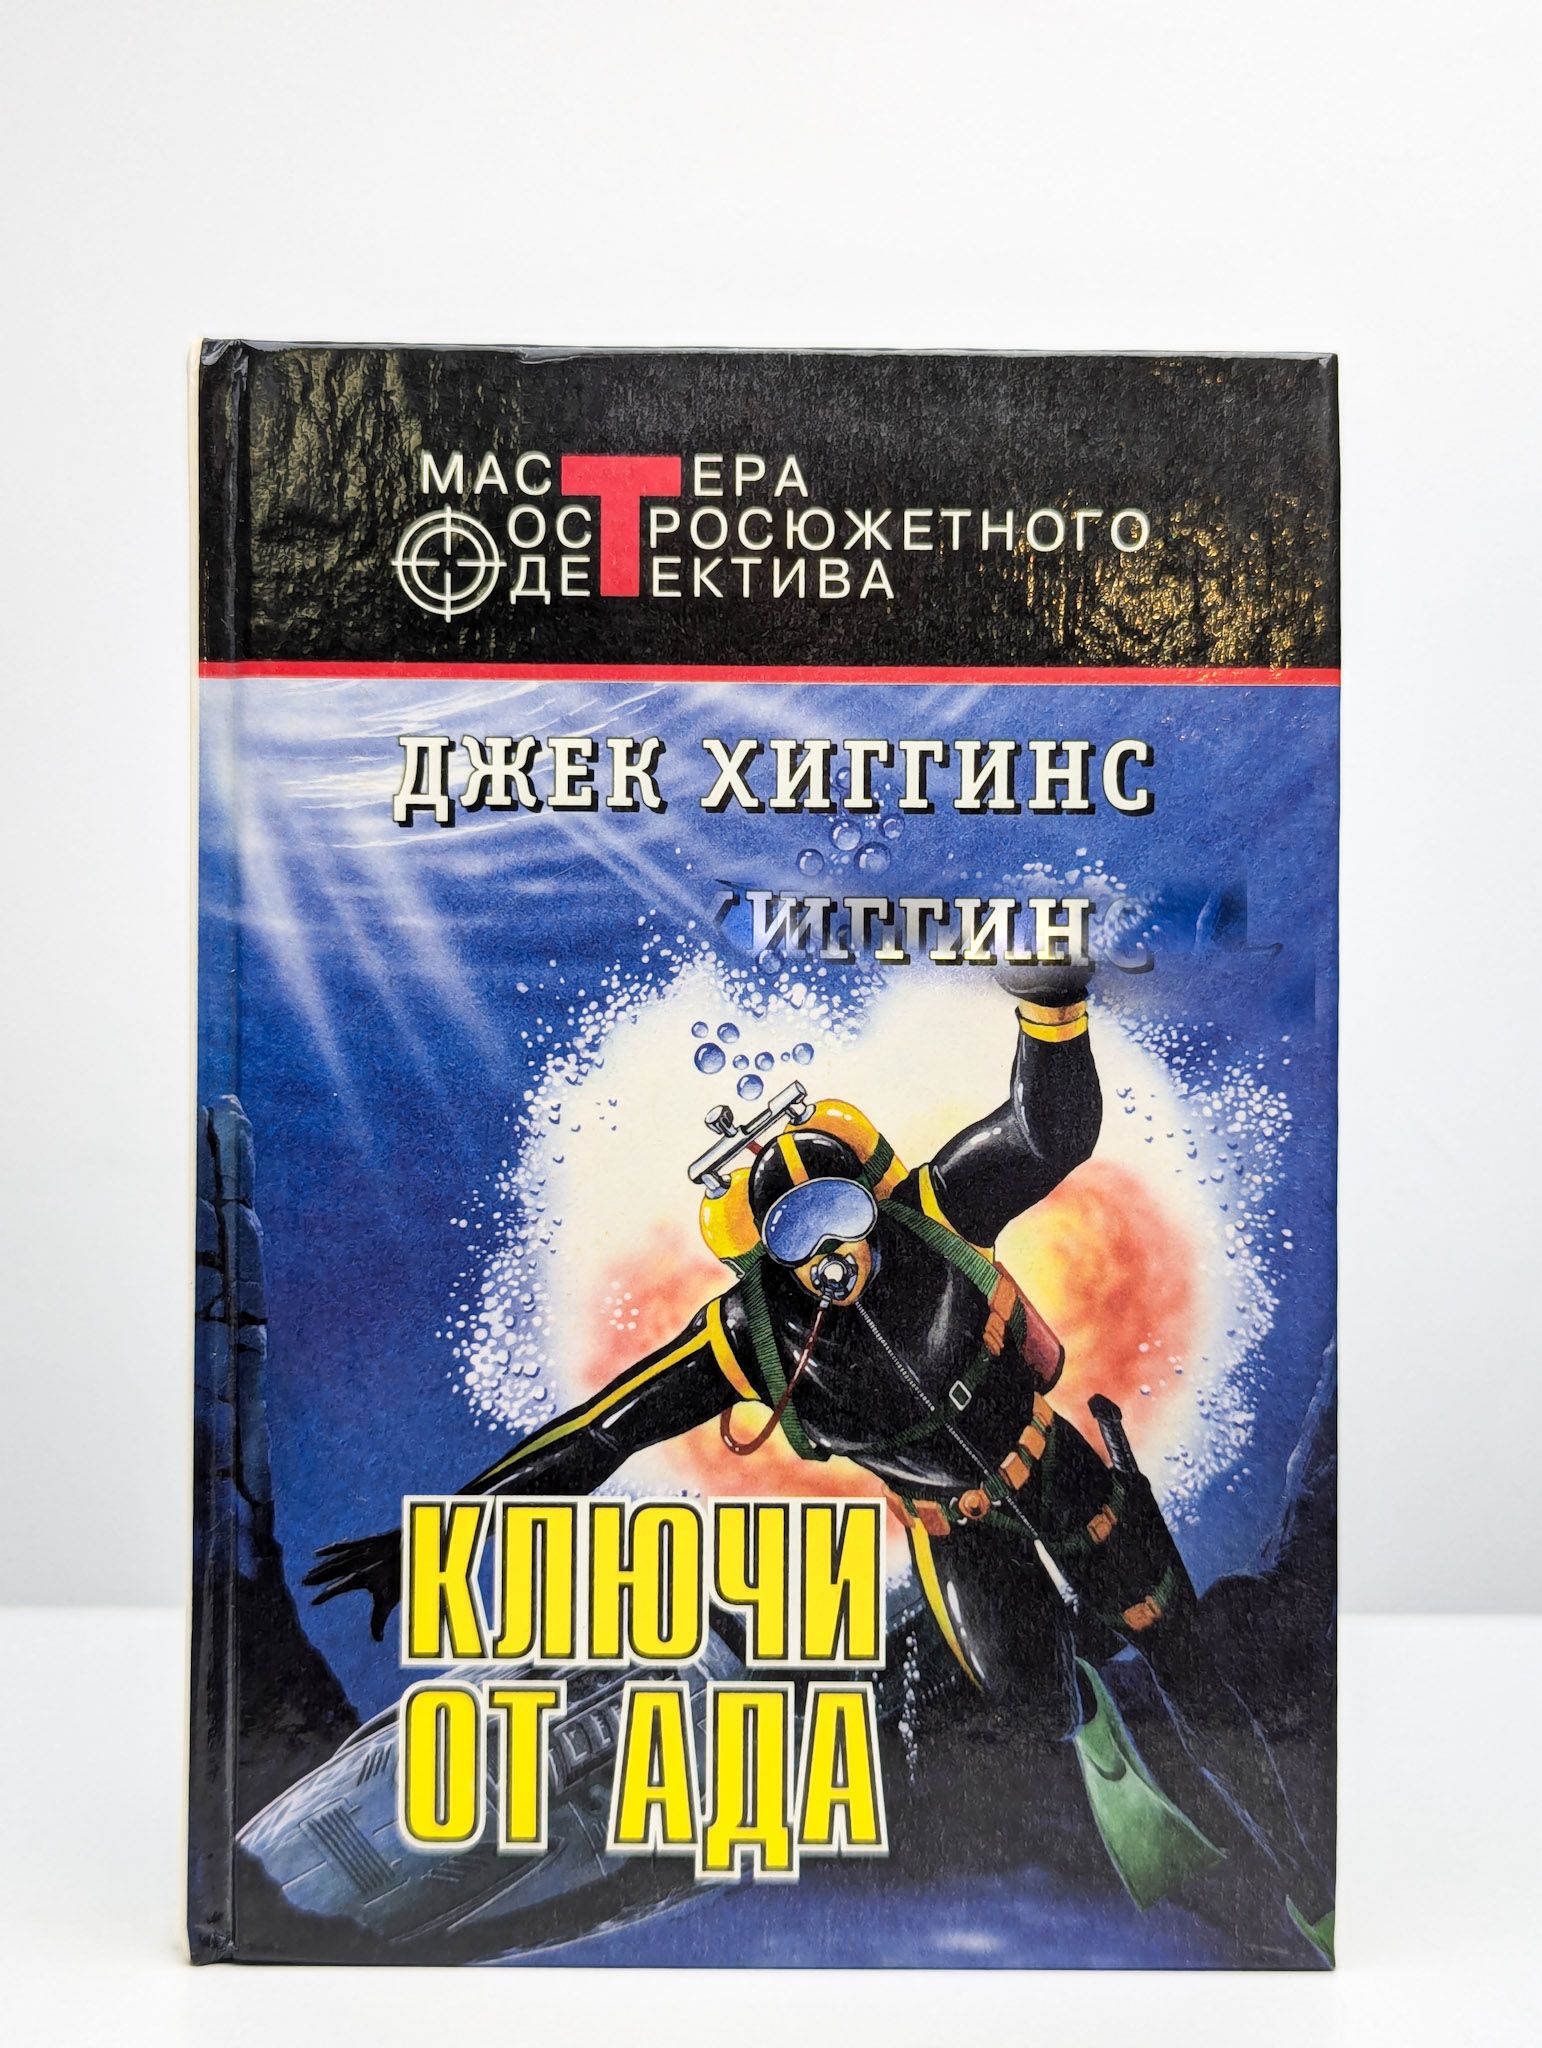 МАСТЕРА
ОСТРОСЮЖЕТНОГО
ДЕТЕКТИВА
ДЖЕК ХИГГИНС
КЛЮЧИ
ОТ АДА